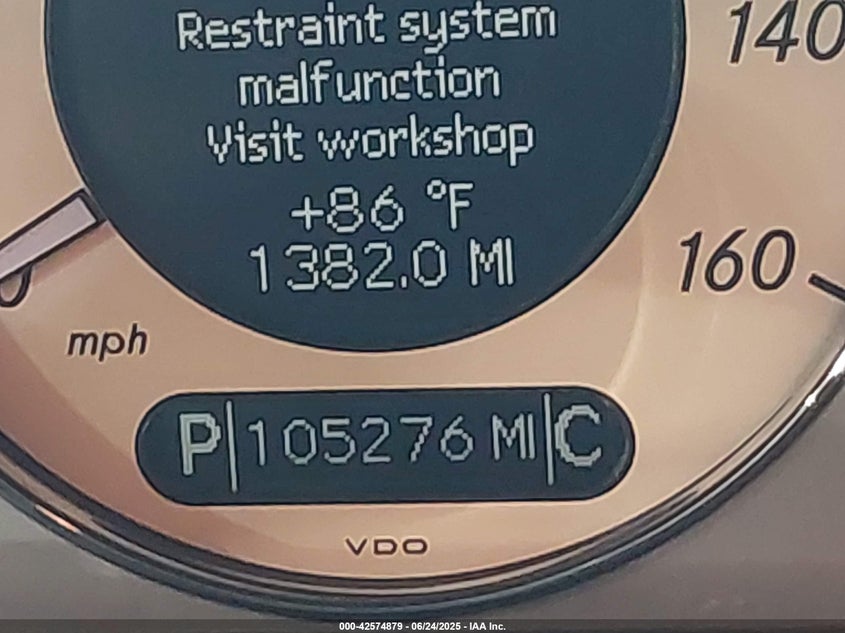 Restraint system
malfunction
Visit workshop
+86 °F
1382.0 MI
140
160
mph
P 105276 MI C
VDO
000-42574879 - 06/24/2025 - IAA Inc.